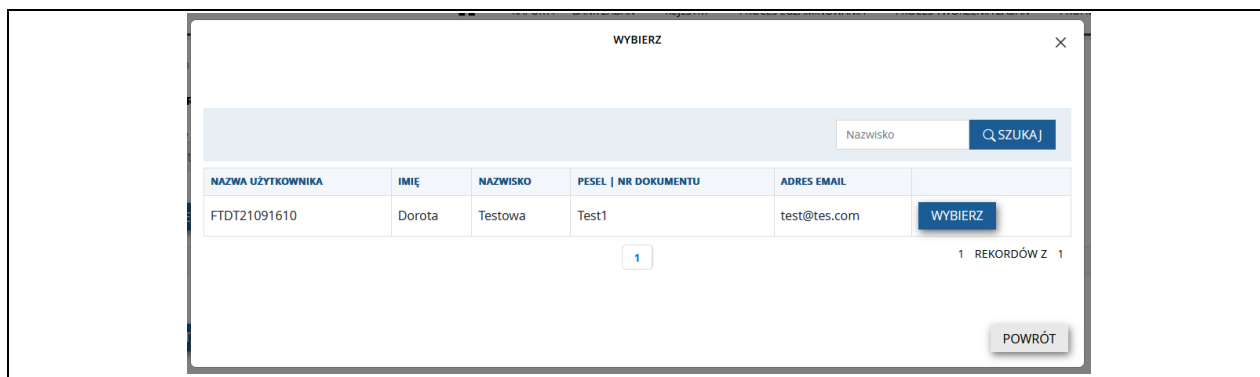 WYBIERZ
Nazwisko SZUKAJ
NAZWA UŻYTKOWNIKA IMIĘ NAZWISKO PESEL | NR DOKUMENTU ADRES EMAIL
FTDT21091610 Dorota Testowa Test1 test@tes.com WYBIERZ
1 1 REKORDÓW Z 1
POWRÓT